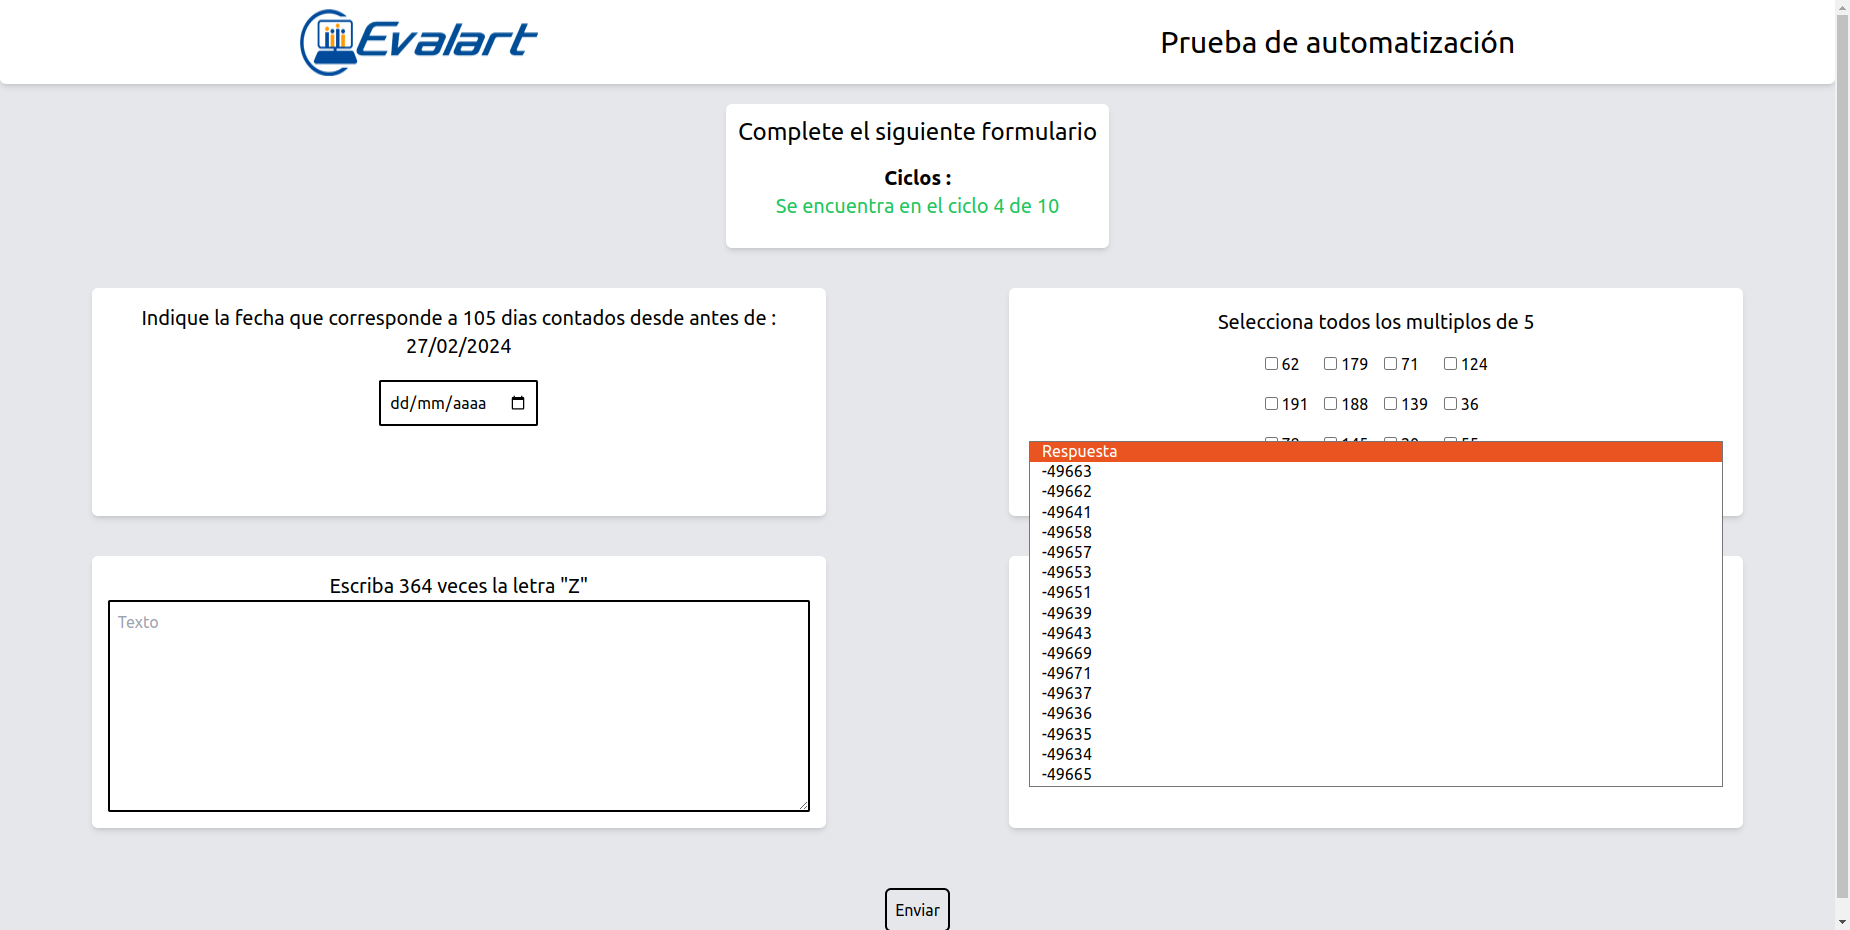 Evalart
Prueba de automatización
Complete el siguiente formulario
Ciclos :
Se encuentra en el ciclo 4 de 10
Indique la fecha que corresponde a 105 dias contados desde antes de :
27/02/2024
dd/mm/aaaa
Selecciona todos los multiplos de 5
62 179 71 124
191 188 139 36
Respuesta
-49663
-49662
-49641
-49658
-49657
-49653
-49651
-49639
-49643
-49669
-49671
-49637
-49636
-49635
-49634
-49665
Escriba 364 veces la letra "Z"
Texto
Enviar